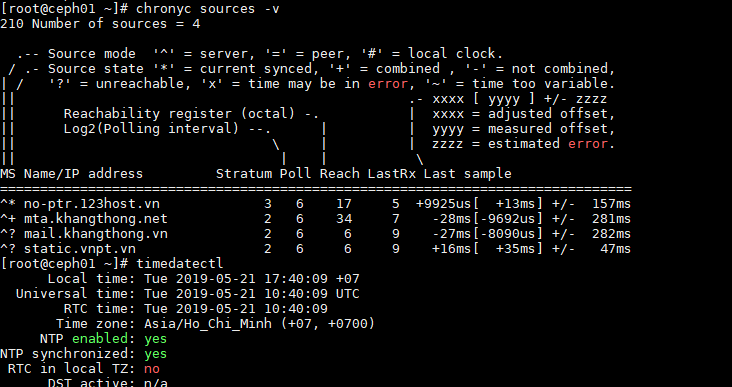 [root@ceph01 ~]# chronyc sources -v
210 Number of sources = 4
.-- Source mode '^' = server, '=' = peer, '#' = local clock.
/ .- Source state '*' = current synced, '+' = combined , '-' = not combined,
| / '?' = unreachable, 'x' = time may be in error, '~' = time too variable.
|| .- xxxx [ yyyy ] +/- zzzz
|| Reachability register (octal) -. | xxxx = adjusted offset,
|| Log2(Polling interval) --. | | yyyy = measured offset,
|| \ | | zzzz = estimated error.
|| | | \
MS Name/IP address Stratum Poll Reach LastRx Last sample
===============================================================================
^* no-ptr.123host.vn 3 6 17 5 +9925us[ +13ms] +/- 157ms
^+ mta.khangthong.net 2 6 34 7 -28ms[-9692us] +/- 281ms
^? mail.khangthong.vn 2 6 6 9 -27ms[-8090us] +/- 282ms
^? static.vnpt.vn 2 6 6 9 +16ms[ +35ms] +/- 47ms
[root@ceph01 ~]# timedatectl
Local time: Tue 2019-05-21 17:40:09 +07
Universal time: Tue 2019-05-21 10:40:09 UTC
RTC time: Tue 2019-05-21 10:40:09
Time zone: Asia/Ho_Chi_Minh (+07, +0700)
NTP enabled: yes
NTP synchronized: yes
RTC in local TZ: no
DST active: n/a